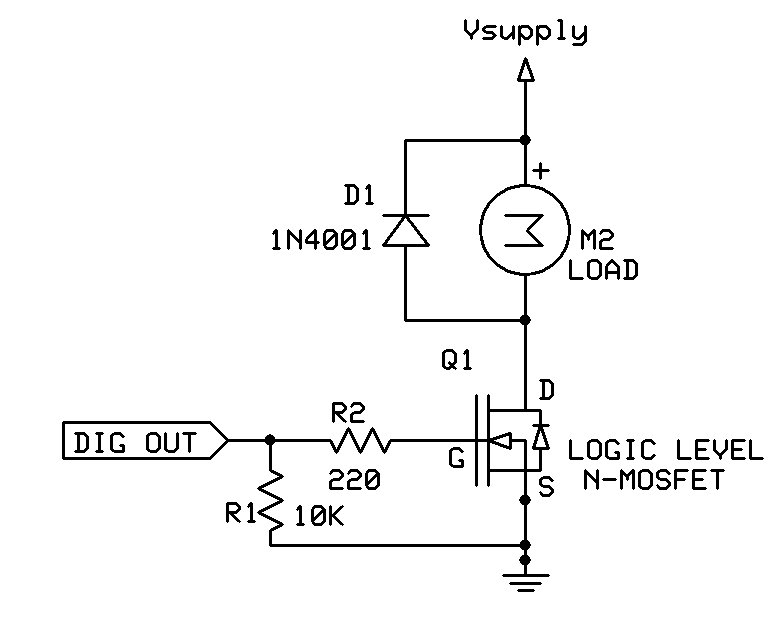 Vsupply
+
D1
1N4001
M
M2
LOAD
Q1
D
R2
DIG OUT
G
LOGIC LEVEL
220
N-MOSFET
S
R1
10K